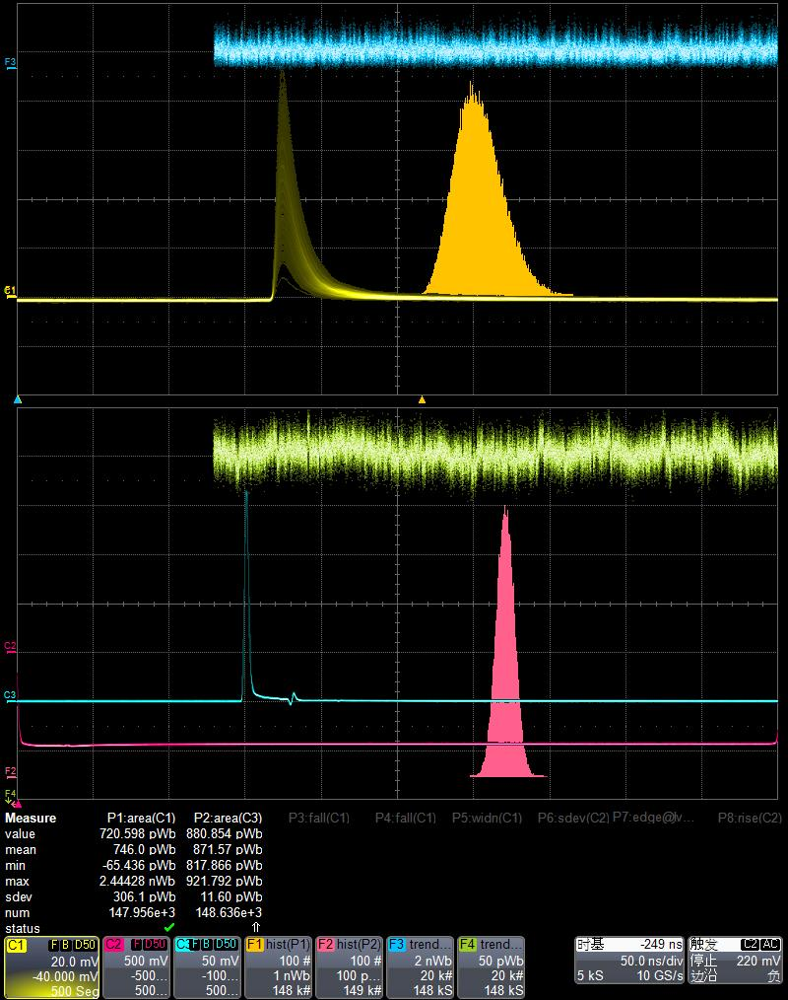 F3
C1
C2
C3
F2
F4
Measure P1:area(C1) P2:area(C3) P3:fall(C1) P4:fall(C1) P5:widn(C1) P6:sdev(C2) P7:edge@lv... P8:rise(C2)
value 720.598 pWb 880.854 pWb
mean 746.0 pWb 871.57 pWb
min -65.436 pWb 817.866 pWb
max 2.44428 nWb 921.792 pWb
sdev 306.1 pWb 11.60 pWb
num 147.956e+3 148.636e+3
status
C1 F B D50 C2 F D50 C3 F B D50 F1 hist(P1) F2 hist(P2) F3 trend... F4 trend... 时基 -249 ns 触发 C2 AC
20.0 mV 500 mV 50 mV 100 # 100 # 2 nWb 50 pWb 50.0 ns/div 停止 220 mV
-40.000 mV -500... -100... 1 nWb 100 p... 20 k# 20 k# 5 kS 10 GS/s 边沿 负
500 Seg 500... 500... 148 k# 149 k# 148 kS 148 kS